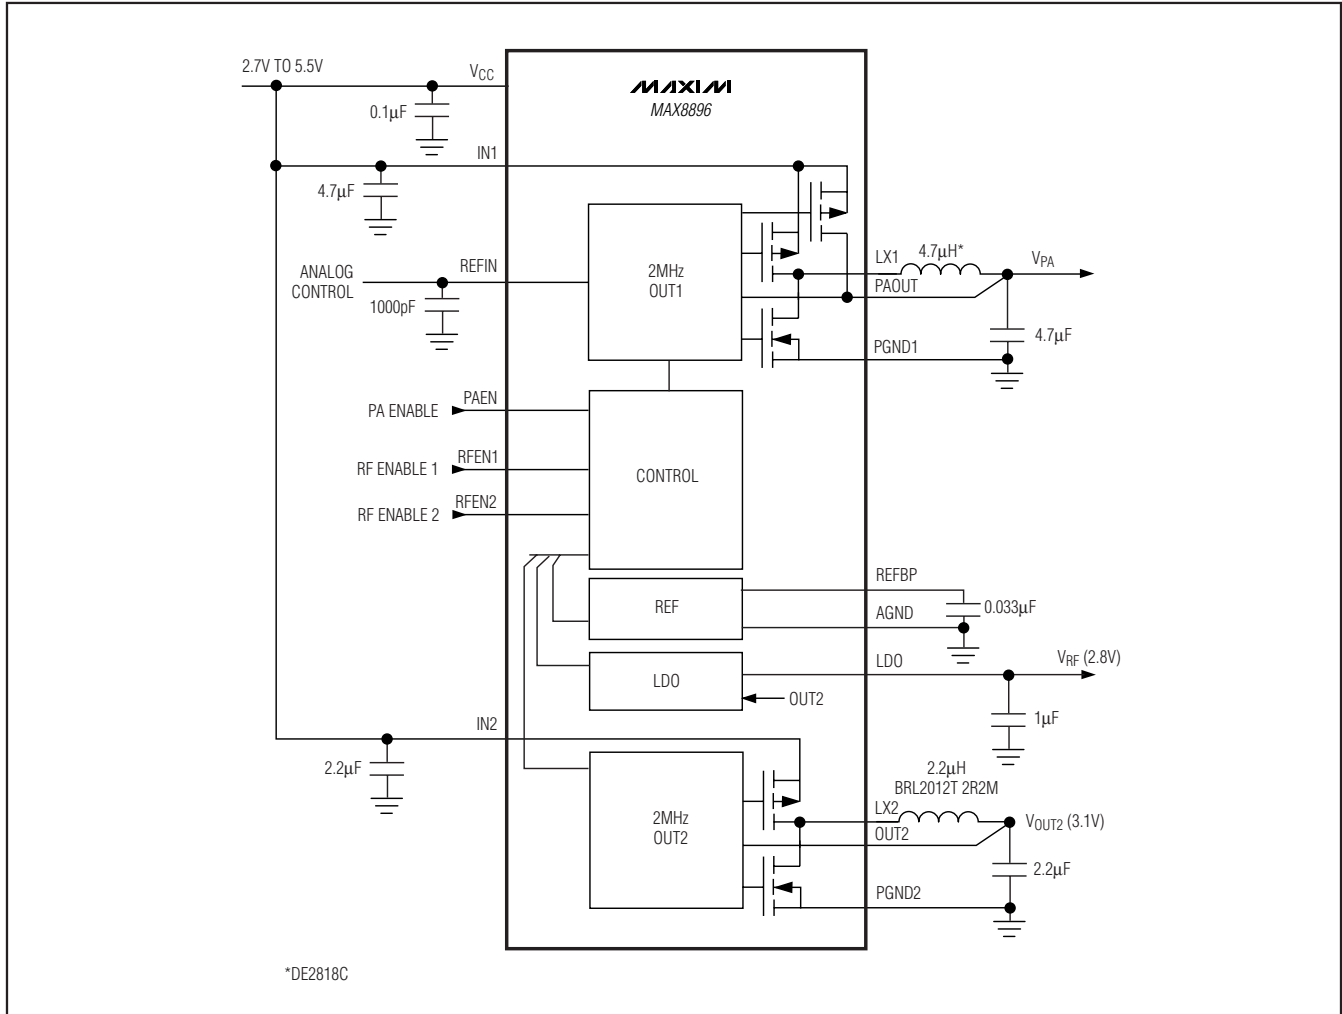 2.7V TO 5.5V
VCC
MAXIM
MAX8896
0.1μF
IN1
4.7μF
ANALOG
CONTROL
REFIN
1000pF
2MHz
OUT1
LX1
4.7μH*
VPA
PAOUT
4.7μF
PGND1
PA ENABLE
PAEN
RF ENABLE 1
RFEN1
RF ENABLE 2
RFEN2
CONTROL
REF
REFBP
0.033μF
AGND
LDO
LDO
VRF (2.8V)
OUT2
1μF
IN2
2.2μF
2MHz
OUT2
2.2μH
BRL2012T 2R2M
LX2
OUT2
VOUT2 (3.1V)
2.2μF
PGND2
*DE2818C